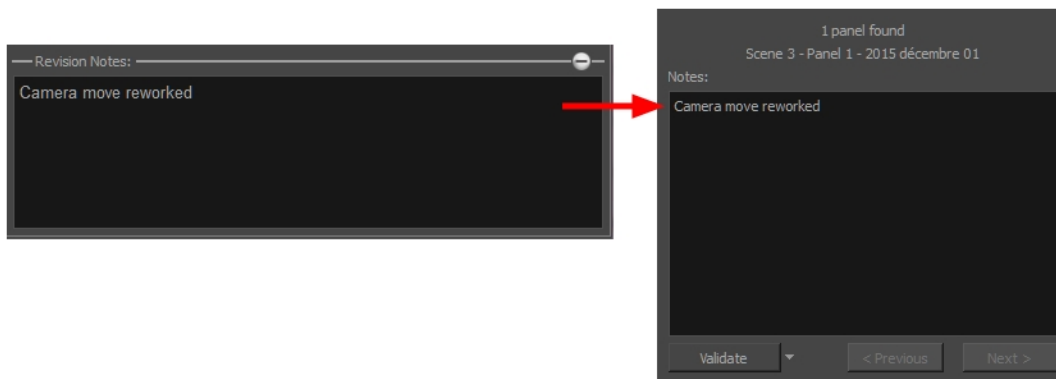 Revision Notes:
Camera move reworked
1 panel found
Scene 3 - Panel 1 - 2015 décembre 01
Notes:
Camera move reworked
Validate
< Previous
Next >